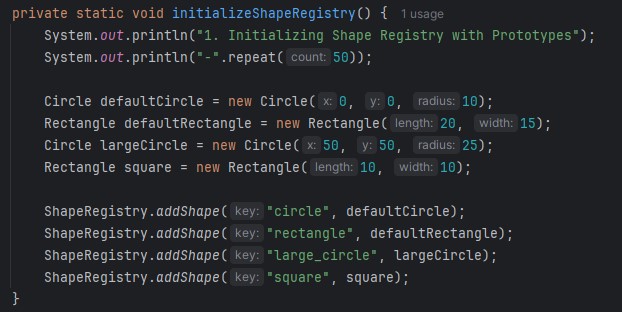 private static void initializeShapeRegistry() { 1 usage
System.out.println("1. Initializing Shape Registry with Prototypes");
System.out.println("-".repeat( count: 50));
Circle defaultCircle = new Circle( x: 0, y: 0, radius: 10);
Rectangle defaultRectangle = new Rectangle( length: 20, width: 15);
Circle largeCircle = new Circle( x: 50, y: 50, radius: 25);
Rectangle square = new Rectangle( length: 10, width: 10);
ShapeRegistry.addShape( key: "circle", defaultCircle);
ShapeRegistry.addShape( key: "rectangle", defaultRectangle);
ShapeRegistry.addShape( key: "large_circle", largeCircle);
ShapeRegistry.addShape( key: "square", square);
}